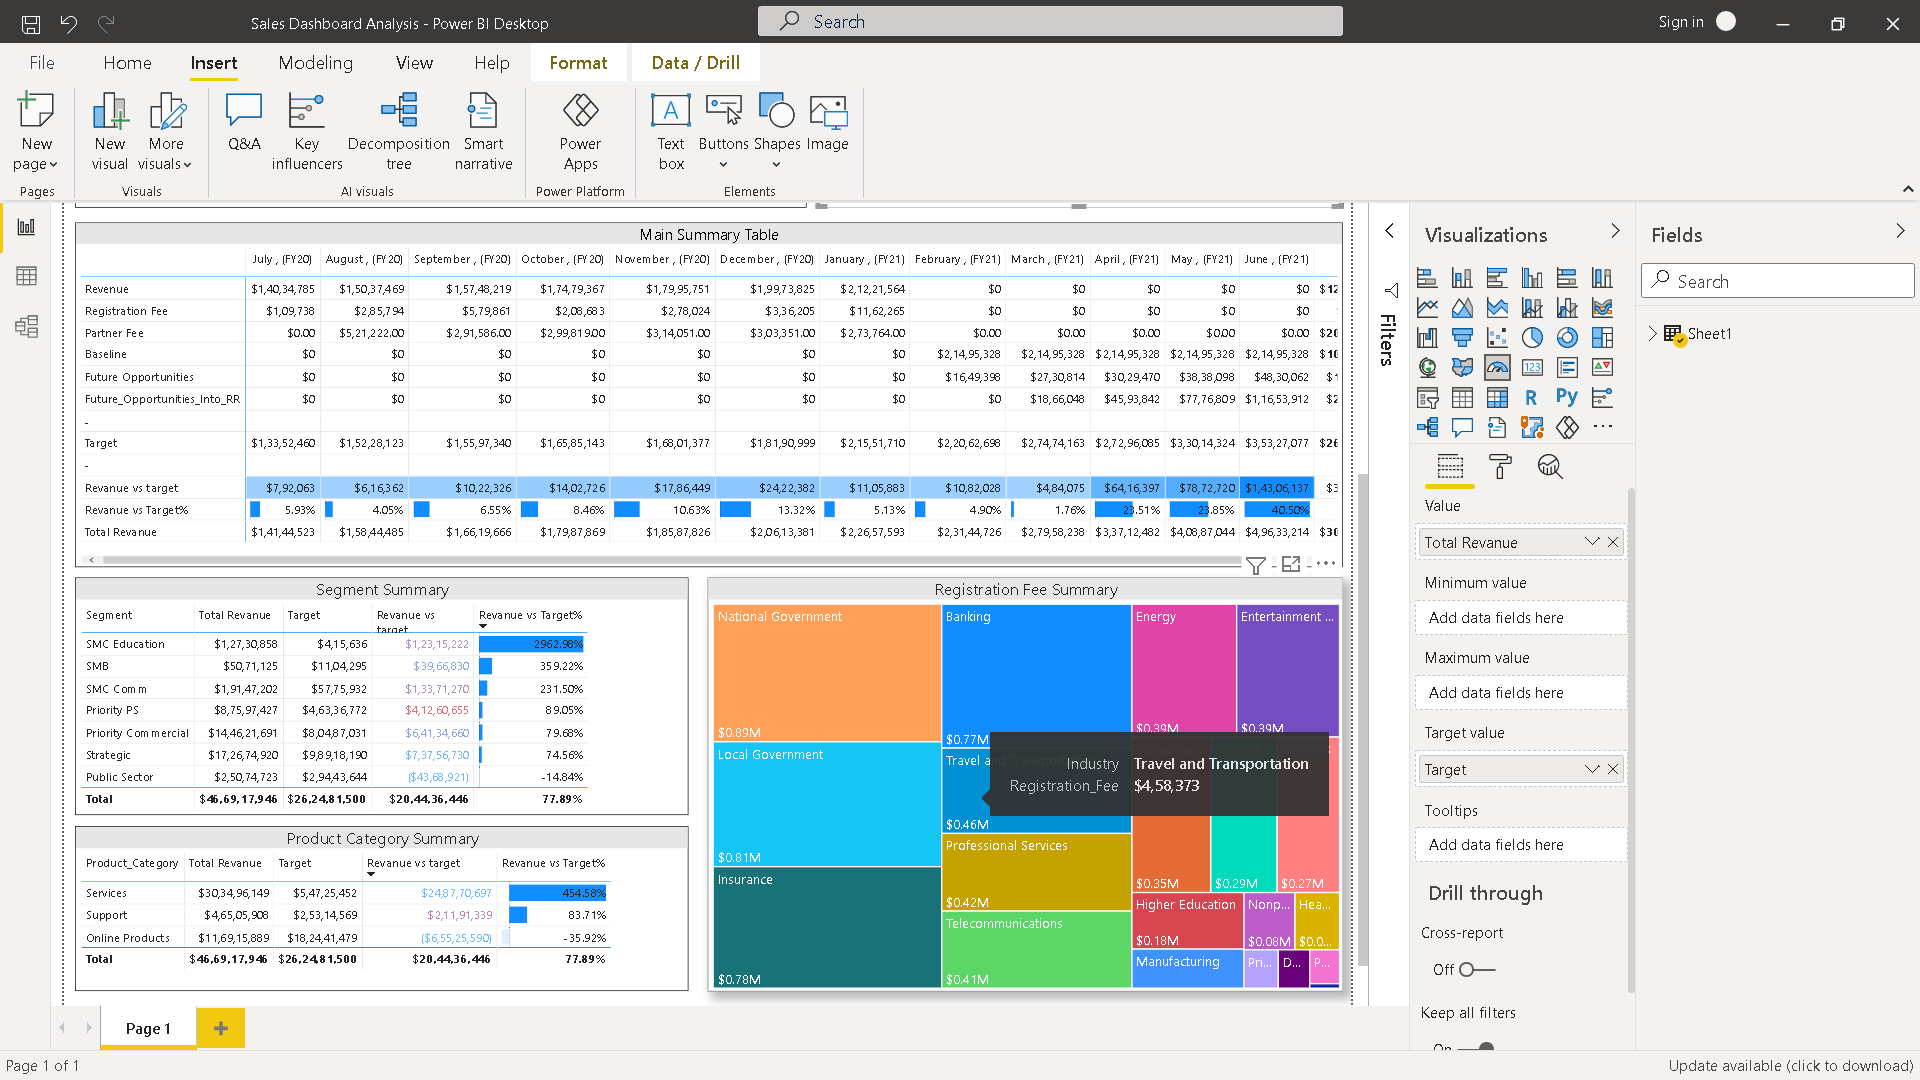 Sales Dashboard Analysis - Power BI Desktop
Search
Sign in
File Home Insert Modeling View Help Format Data / Drill
New page
New visual
More visuals
Q&A
Key influencers
Decomposition tree
Smart narrative
Power Apps
Text box
Buttons
Shapes
Image
Pages Visuals AI visuals Power Platform Elements
Main Summary Table
July , (FY20) August , (FY20) September , (FY20) October , (FY20) November , (FY20) December , (FY20) January , (FY21) February , (FY21) March , (FY21) April , (FY21) May , (FY21) June , (FY21)
Revenue $1,40,34,785 $1,50,37,469 $1,57,48,219 $1,74,79,367 $1,79,95,751 $1,99,73,825 $2,12,21,564 $0 $0 $0 $0 $0 $12
Registration Fee $1,09,738 $2,85,794 $5,79,861 $2,08,683 $2,78,024 $3,36,205 $11,62,265 $0 $0 $0 $0 $0
Partner Fee $0.00 $5,21,222.00 $2,91,586.00 $2,99,819.00 $3,14,051.00 $3,03,351.00 $2,73,764.00 $0.00 $0.00 $0.00 $0.00 $0.00 $20
Baseline $0 $0 $0 $0 $0 $0 $0 $2,14,95,328 $2,14,95,328 $2,14,95,328 $2,14,95,328 $2,14,95,328 $10
Future Opportunities $0 $0 $0 $0 $0 $0 $0 $16,49,398 $27,30,814 $30,29,470 $38,38,098 $48,30,062 $1
Future_Opportunities_Into_RR $0 $0 $0 $0 $0 $0 $0 $0 $18,66,048 $45,93,842 $77,76,809 $1,16,53,912 $2
-
Target $1,33,52,460 $1,52,28,123 $1,55,97,340 $1,65,85,143 $1,68,01,377 $1,81,90,999 $2,15,51,710 $2,20,62,698 $2,74,74,163 $2,72,96,085 $3,30,14,324 $3,53,27,077 $26
-
Revanue vs target $7,92,063 $6,16,362 $10,22,326 $14,02,726 $17,86,449 $24,22,382 $11,05,883 $10,82,028 $4,84,075 $64,16,397 $78,72,720 $1,43,06,137 $3
Revanue vs Target% 5.93% 4.05% 6.55% 8.46% 10.63% 13.32% 5.13% 4.90% 1.76% 23.51% 23.85% 40.50%
Total Revanue $1,41,44,523 $1,58,44,485 $1,66,19,666 $1,79,87,869 $1,85,87,826 $2,06,13,381 $2,26,57,593 $2,31,44,726 $2,79,58,238 $3,37,12,482 $4,08,87,044 $4,96,33,214 $30
Segment Summary
Segment Total Revanue Target Revanue vs target Revanue vs Target%
SMC Education $1,27,30,858 $4,15,636 $1,23,15,222 2962.98%
SMB $50,71,125 $11,04,295 $39,66,830 359.22%
SMC Comm $1,91,47,202 $57,75,932 $1,33,71,270 231.50%
Priority PS $8,75,97,427 $4,63,36,772 $4,12,60,655 89.05%
Priority Commercial $14,46,21,691 $8,04,87,031 $6,41,34,660 79.68%
Strategic $17,26,74,920 $9,89,18,190 $7,37,56,730 74.56%
Public Sector $2,50,74,723 $2,94,43,644 ($43,68,921) -14.84%
Total $46,69,17,946 $26,24,81,500 $20,44,36,446 77.89%
Product Category Summary
Product_Category Total Revanue Target Revanue vs target Revanue vs Target%
Services $30,34,96,149 $5,47,25,452 $24,87,70,697 454.58%
Support $4,65,05,908 $2,53,14,569 $2,11,91,339 83.71%
Online Products $11,69,15,889 $18,24,41,479 ($6,55,25,590) -35.92%
Total $46,69,17,946 $26,24,81,500 $20,44,36,446 77.89%
Registration Fee Summary
National Government
$0.89M
Local Government
$0.81M
Insurance
$0.78M
Banking
$0.77M
Travel and
$0.46M
Professional Services
$0.42M
Telecommunications
$0.41M
Energy
$0.39M
Entertainment ...
$0.39M
Industry Travel and Transportation
Registration_Fee $4,58,373
$0.35M
$0.29M
$0.27M
Higher Education
$0.18M
Nonp...
$0.08M
Hea...
$0.0...
Manufacturing
Pri...
D...
P...
Filters
Visualizations
Value
Total Revanue
Minimum value
Add data fields here
Maximum value
Add data fields here
Target value
Target
Tooltips
Add data fields here
Drill through
Cross-report
Off
Keep all filters
On
Fields
Search
Sheet1
Page 1
Page 1 of 1
Update available (click to download)